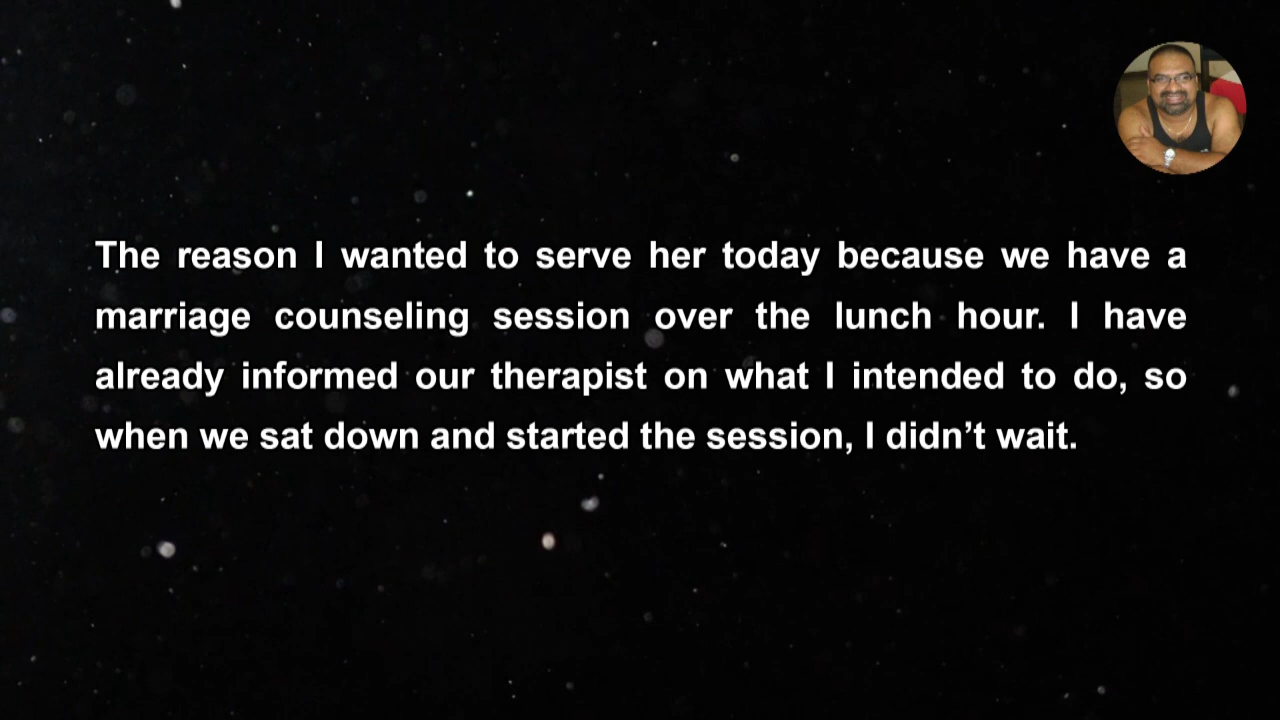 The reason I wanted to serve her today because we have a
marriage counseling session over the lunch hour. I have
already informed our therapist on what I intended to do, so
when we sat down and started the session, I didn’t wait.